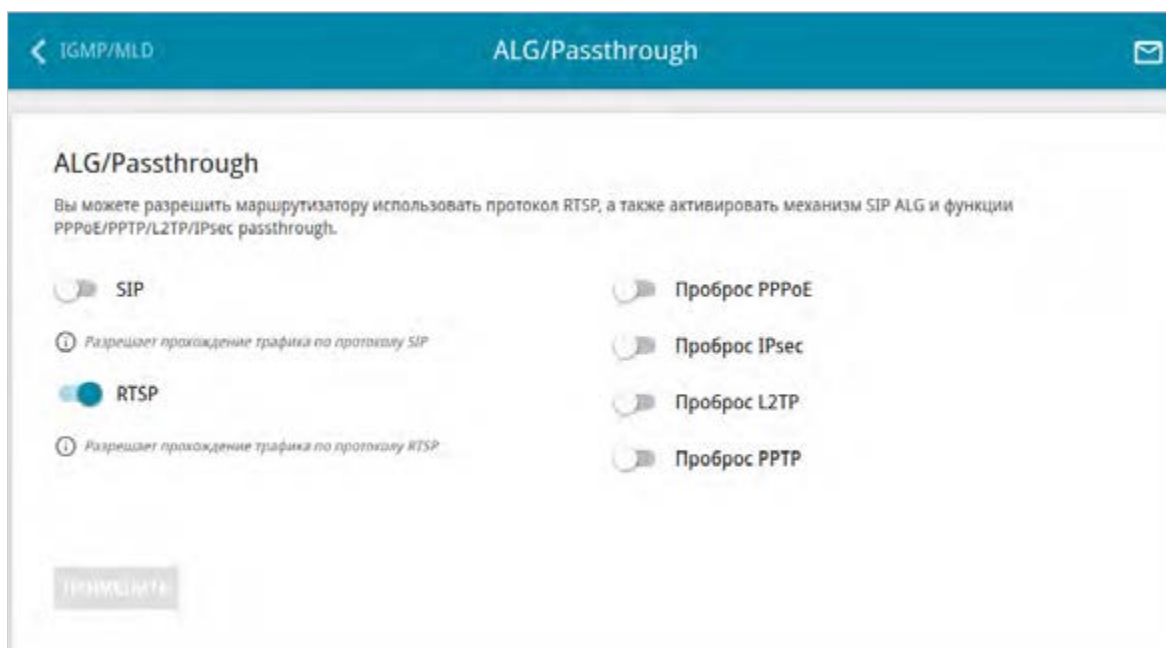 IGMP/MLD
ALG/Passthrough
ALG/Passthrough
Вы можете разрешить маршрутизатору использовать протокол RTSP, а также активировать механизм SIP ALG и функции
PPPoE/PPTP/L2TP/IPsec passthrough.
SIP
Разрешает прохождение трафика по протоколу SIP
RTSP
Разрешает прохождение трафика по протоколу RTSP
Проброс PPPoE
Проброс IPsec
Проброс L2TP
Проброс PPTP
ПРИМЕНИТЬ